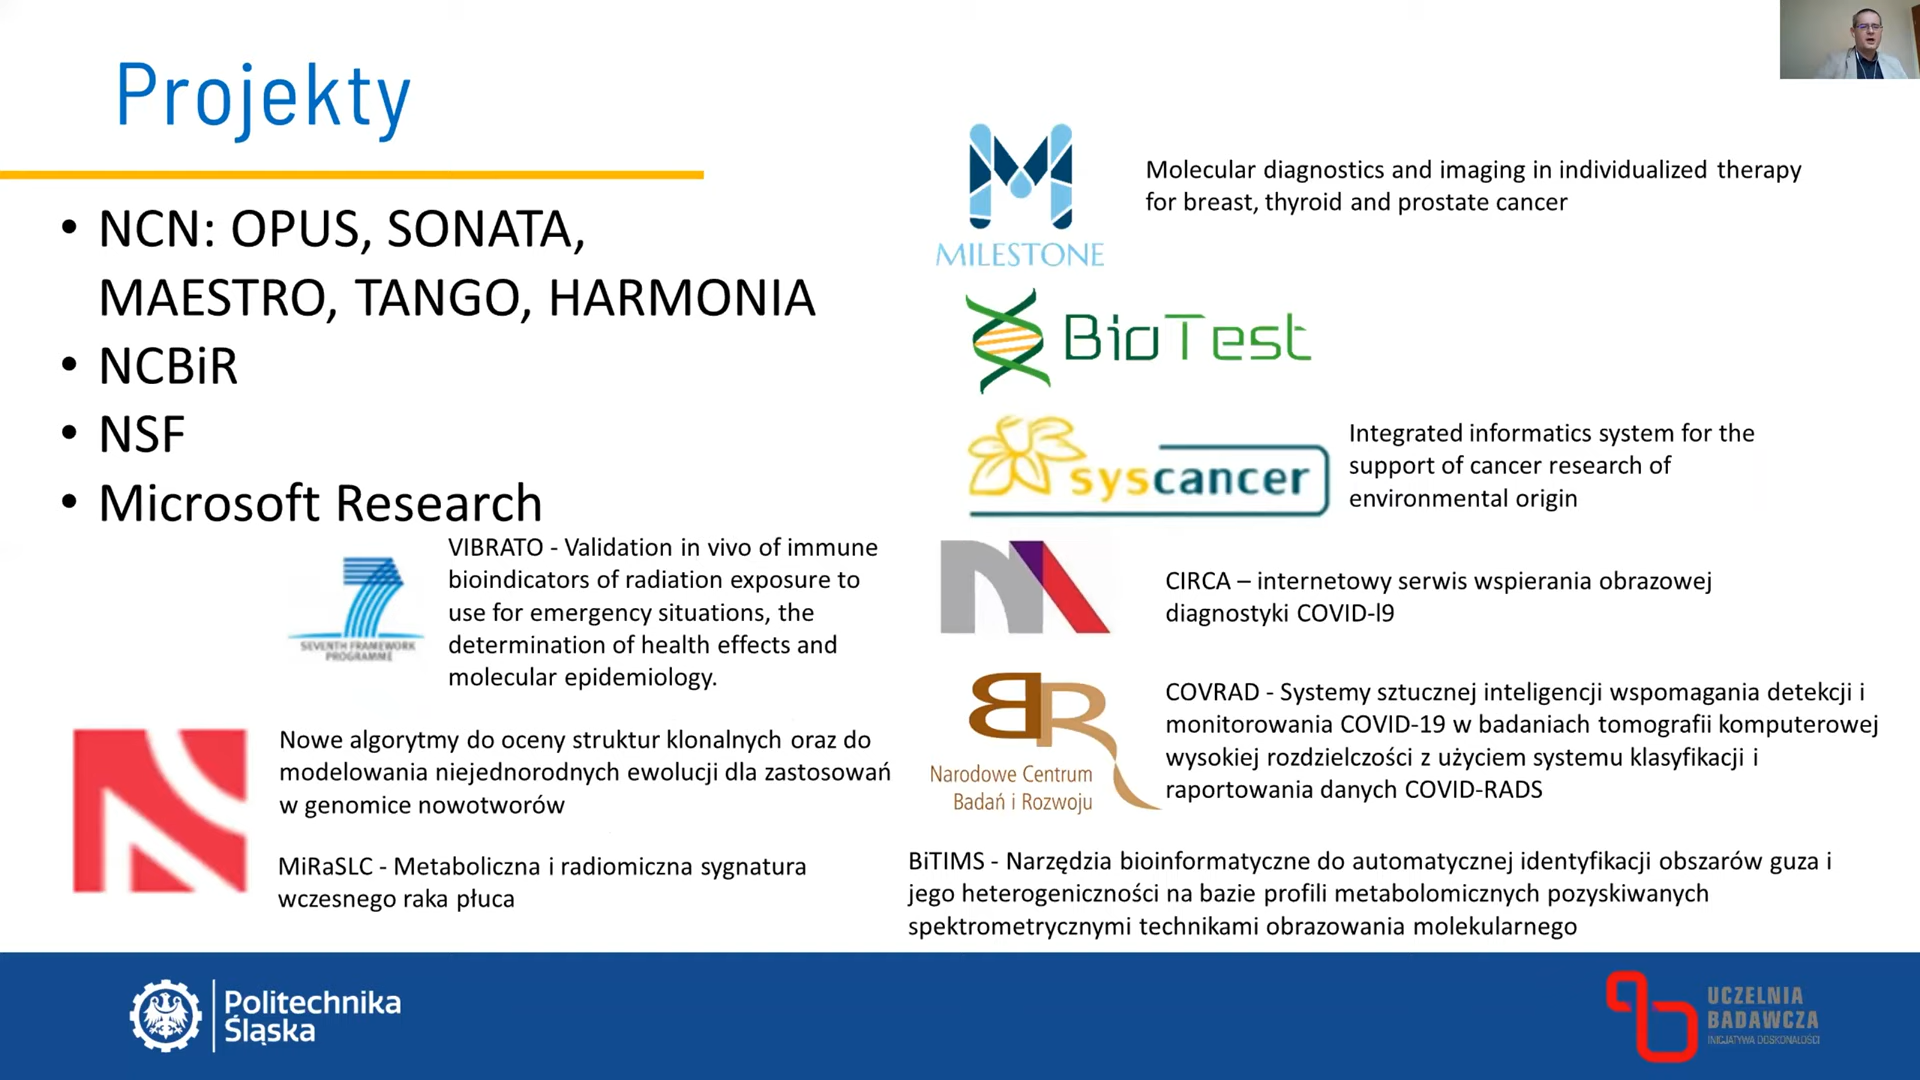 Projekty
• NCN: OPUS, SONATA,
MAESTRO, TANGO, HARMONIA
• NCBiR
• NSF
• Microsoft Research
SEVENTH FRAMEWORK
PROGRAMME
VIBRATO - Validation in vivo of immune
bioindicators of radiation exposure to
use for emergency situations, the
determination of health effects and
molecular epidemiology.
Nowe algorytmy do oceny struktur klonalnych oraz do
modelowania niejednorodnych ewolucji dla zastosowań
w genomice nowotworów
MiRaSLC - Metaboliczna i radiomiczna sygnatura
wczesnego raka płuca
MILESTONE
Molecular diagnostics and imaging in individualized therapy
for breast, thyroid and prostate cancer
BioTest
syscancer
Integrated informatics system for the
support of cancer research of
environmental origin
CIRCA – internetowy serwis wspierania obrazowej
diagnostyki COVID-l9
Narodowe Centrum
Badań i Rozwoju
COVRAD - Systemy sztucznej inteligencji wspomagania detekcji i
monitorowania COVID-19 w badaniach tomografii komputerowej
wysokiej rozdzielczości z użyciem systemu klasyfikacji i
raportowania danych COVID-RADS
BiTIMS - Narzędzia bioinformatyczne do automatycznej identyfikacji obszarów guza i
jego heterogeniczności na bazie profili metabolomicznych pozyskiwanych
spektrometrycznymi technikami obrazowania molekularnego
Politechnika
Śląska
UCZELNIA
BADAWCZA
INICJATYWA DOSKONAŁOŚCI